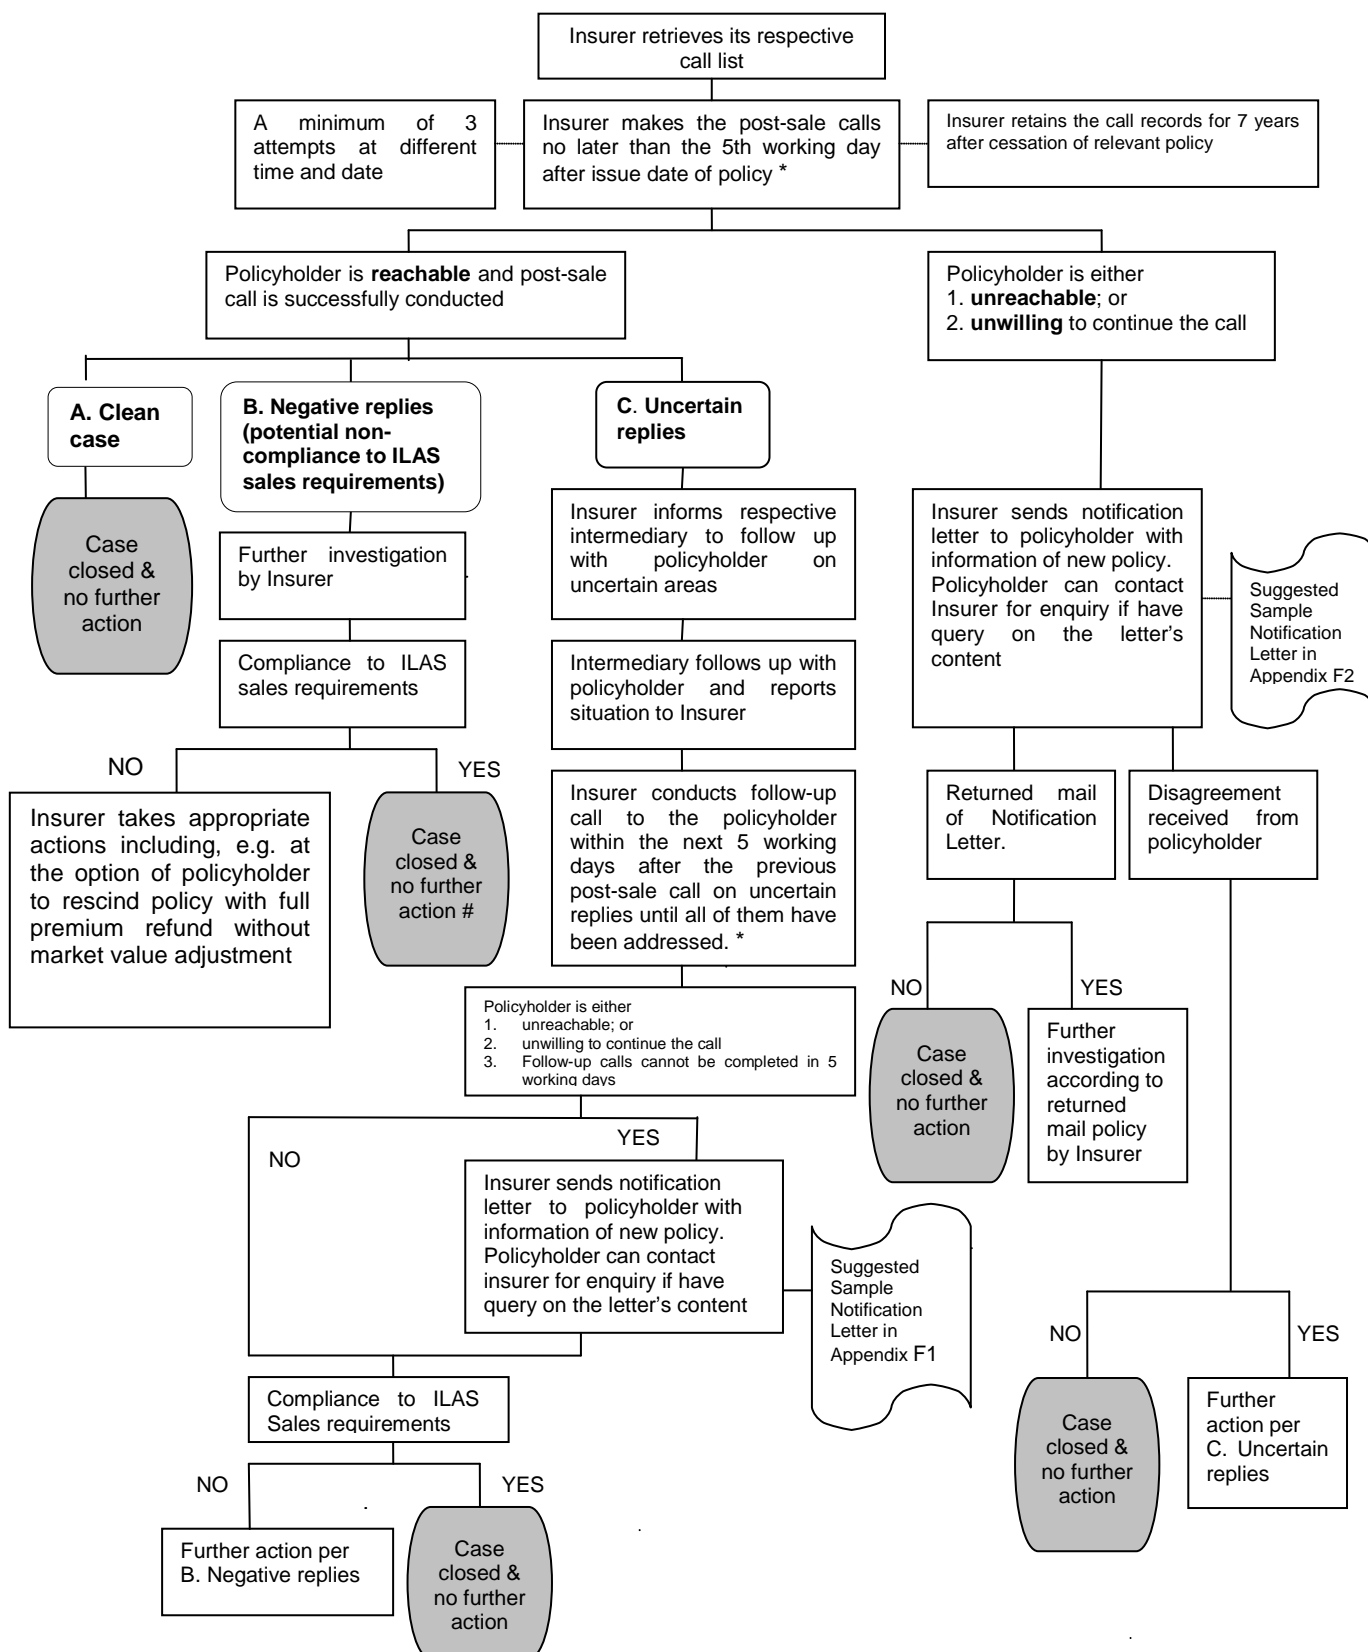 Insurer retrieves its respective
call list
A minimum of 3
attempts at different
time and date
Insurer makes the post-sale calls
no later than the 5th working day
after issue date of policy *
Insurer retains the call records for 7 years
after cessation of relevant policy
Policyholder is reachable and post-sale
call is successfully conducted
Policyholder is either
1. unreachable; or
2. unwilling to continue the call
A. Clean
case
B. Negative replies
(potential non-
compliance to ILAS
sales requirements)
C. Uncertain
replies
Case
closed &
no further
action
Further investigation
by Insurer
Compliance to ILAS
sales requirements
NO
YES
Insurer takes appropriate
actions including, e.g. at
the option of policyholder
to rescind policy with full
premium refund without
market value adjustment
Case
closed &
no further
action #
Insurer informs respective
intermediary to follow up
with policyholder on
uncertain areas
Intermediary follows up with
policyholder and reports
situation to Insurer
Insurer conducts follow-up
call to the policyholder
within the next 5 working
days after the previous
post-sale call on uncertain
replies until all of them have
been addressed. *
Policyholder is either
1. unreachable; or
2. unwilling to continue the call
3. Follow-up calls cannot be completed in 5
working days
NO
YES
Insurer sends notification
letter to policyholder with
information of new policy.
Policyholder can contact
insurer for enquiry if have
query on the letter's content
Suggested
Sample
Notification
Letter in
Appendix F1
Compliance to ILAS
Sales requirements
NO
YES
Further action per
B. Negative replies
Case
closed &
no further
action
Insurer sends notification
letter to policyholder with
information of new policy.
Policyholder can contact
Insurer for enquiry if have
query on the letter's
content
Suggested
Sample
Notification
Letter in
Appendix F2
Returned mail
of Notification
Letter.
Disagreement
received from
policyholder
NO
YES
Case
closed &
no further
action
Further
investigation
according to
returned
mail policy
by Insurer
NO
YES
Case
closed &
no further
action
Further
action per
C. Uncertain
replies